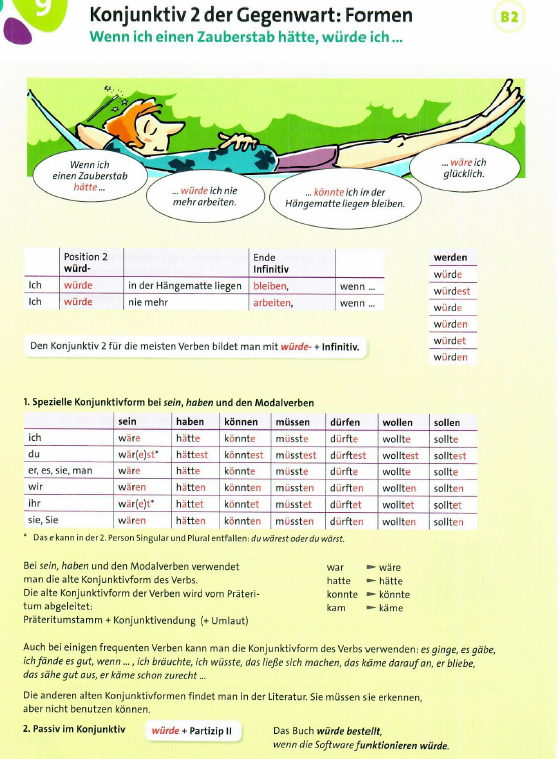 9
Konjunktiv 2 der Gegenwart: Formen
B2
Wenn ich einen Zauberstab hätte, würde ich ...
Wenn ich
einen Zauberstab
hätte ...
... würde ich nie
mehr arbeiten.
... könnte ich in der
Hängematte liegen bleiben.
... wäre ich
glücklich.
Position 2 Ende
würd- Infinitiv
Ich würde in der Hängematte liegen bleiben, wenn ...
Ich würde nie mehr arbeiten, wenn ...
werden
würde
würdest
würde
würden
würdet
würden
Den Konjunktiv 2 für die meisten Verben bildet man mit würde- + Infinitiv.
1. Spezielle Konjunktivform bei sein, haben und den Modalverben
sein haben können müssen dürfen wollen sollen
ich wäre hätte könnte müsste dürfte wollte sollte
du wär(e)st* hättest könntest müsstest dürftest wolltest solltest
er, es, sie, man wäre hätte könnte müsste dürfte wollte sollte
wir wären hätten könnten müssten dürften wollten sollten
ihr wär(e)t* hättet könntet müsstet dürftet wolltet solltet
sie, Sie wären hätten könnten müssten dürften wollten sollten
* Das e kann in der 2. Person Singular und Plural entfallen: du wärest oder du wärst.
Bei sein, haben und den Modalverben verwendet
man die alte Konjunktivform des Verbs.
Die alte Konjunktivform der Verben wird vom Präteri-
tum abgeleitet:
Präteritumstamm + Konjunktivendung (+ Umlaut)
war ► wäre
hatte ► hätte
konnte ► könnte
kam ► käme
Auch bei einigen frequenten Verben kann man die Konjunktivform des Verbs verwenden: es ginge, es gäbe,
ich fände es gut, wenn ... , ich bräuchte, ich wüsste, das ließe sich machen, das käme darauf an, er bliebe,
das sähe gut aus, er käme schon zurecht ...
Die anderen alten Konjunktivformen findet man in der Literatur. Sie müssen sie erkennen,
aber nicht benutzen können.
2. Passiv im Konjunktiv
würde + Partizip II
Das Buch würde bestellt,
wenn die Software funktionieren würde.